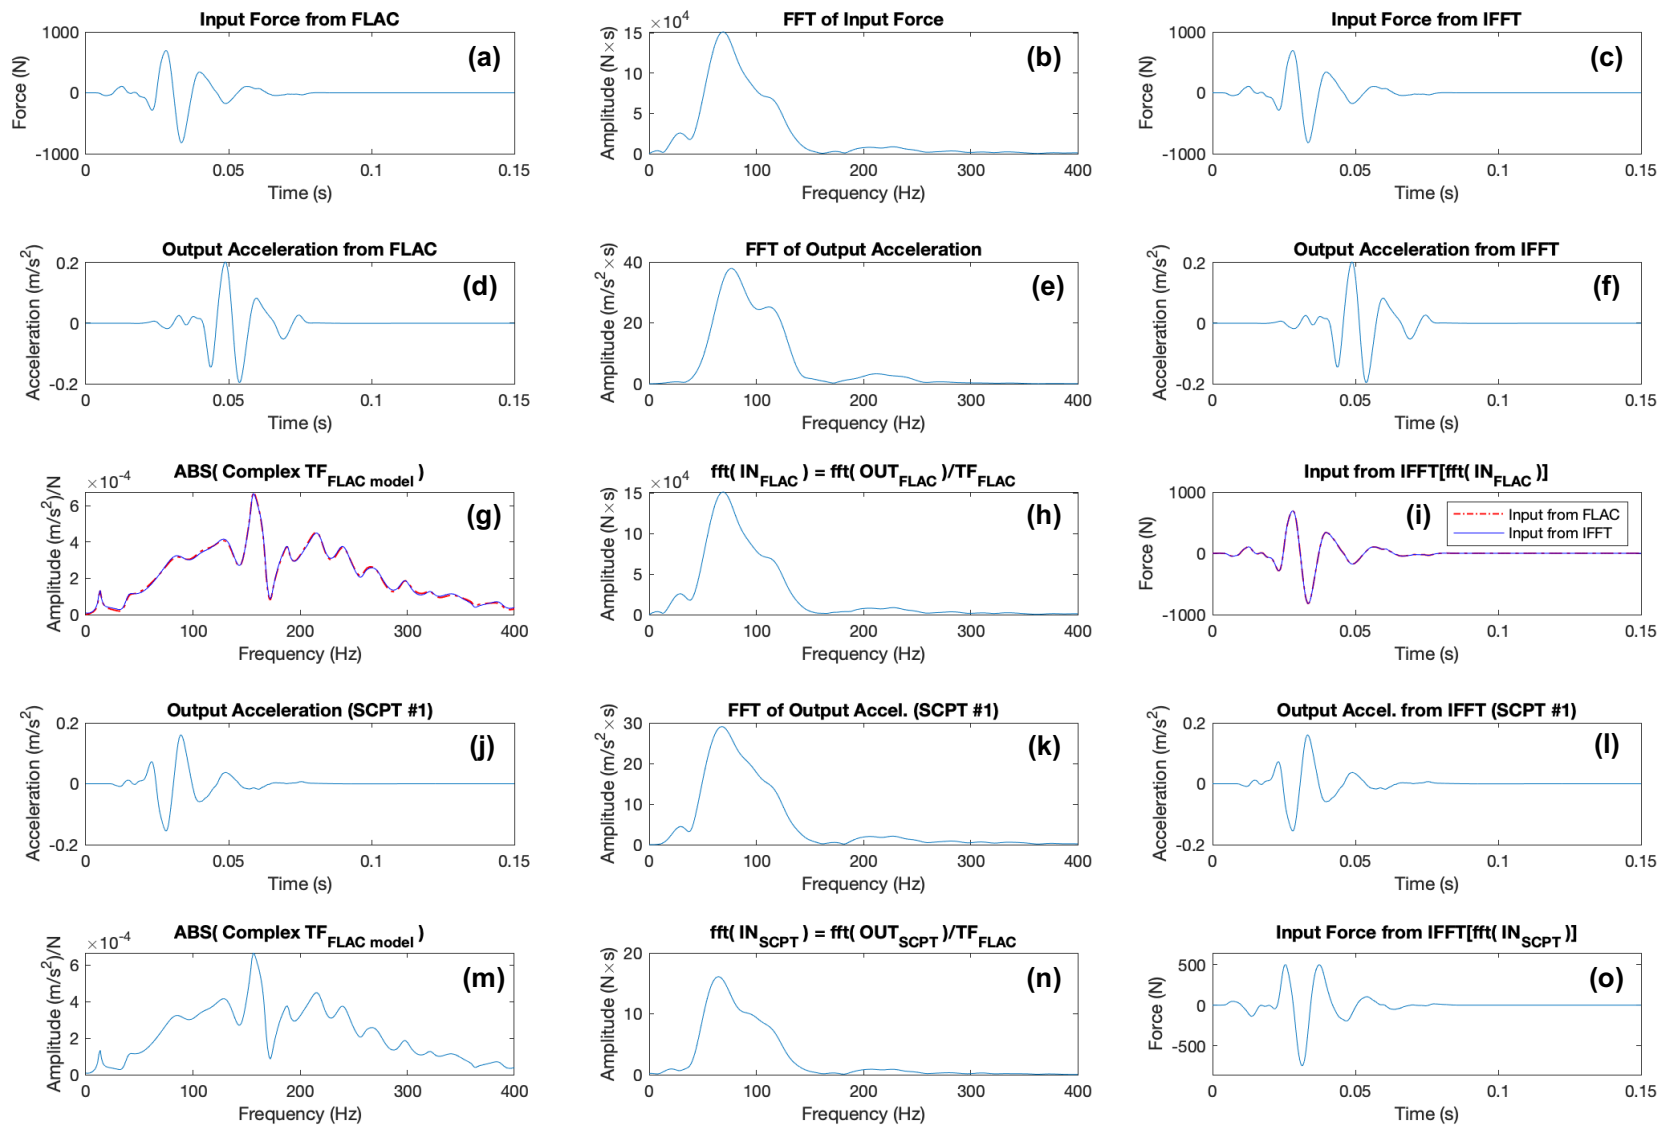 Input Force from FLAC
(a)
1000
0
-1000
Force (N)
0 0.05 0.1 0.15
Time (s)
FFT of Input Force
×10^4
(b)
15
10
5
0
Amplitude (N×s)
0 100 200 300 400
Frequency (Hz)
Input Force from IFFT
(c)
1000
0
-1000
Force (N)
0 0.05 0.1 0.15
Time (s)
Output Acceleration from FLAC
(d)
0.2
0
-0.2
Acceleration (m/s²)
0 0.05 0.1 0.15
Time (s)
FFT of Output Acceleration
(e)
40
20
0
Amplitude (m/s²×s)
0 100 200 300 400
Frequency (Hz)
Output Acceleration from IFFT
(f)
0.2
0
-0.2
Acceleration (m/s²)
0 0.05 0.1 0.15
Time (s)
ABS( Complex TF_FLAC model )
×10^-4
(g)
6
4
2
0
Amplitude (m/s²)/N
0 100 200 300 400
Frequency (Hz)
fft( IN_FLAC ) = fft( OUT_FLAC )/TF_FLAC
×10^4
(h)
15
10
5
0
Amplitude (N×s)
0 100 200 300 400
Frequency (Hz)
Input from IFFT[fft( IN_FLAC )]
(i)
Input from FLAC
Input from IFFT
1000
0
-1000
Force (N)
0 0.05 0.1 0.15
Time (s)
Output Acceleration (SCPT #1)
(j)
0.2
0
-0.2
Acceleration (m/s²)
0 0.05 0.1 0.15
Time (s)
FFT of Output Accel. (SCPT #1)
(k)
30
20
10
0
Amplitude (m/s²×s)
0 100 200 300 400
Frequency (Hz)
Output Accel. from IFFT (SCPT #1)
(l)
0.2
0
-0.2
Acceleration (m/s²)
0 0.05 0.1 0.15
Time (s)
ABS( Complex TF_FLAC model )
×10^-4
(m)
6
4
2
0
Amplitude (m/s²)/N
0 100 200 300 400
Frequency (Hz)
fft( IN_SCPT ) = fft( OUT_SCPT )/TF_FLAC
(n)
20
10
0
Amplitude (N×s)
0 100 200 300 400
Frequency (Hz)
Input Force from IFFT[fft( IN_SCPT )]
(o)
500
0
-500
Force (N)
0 0.05 0.1 0.15
Time (s)